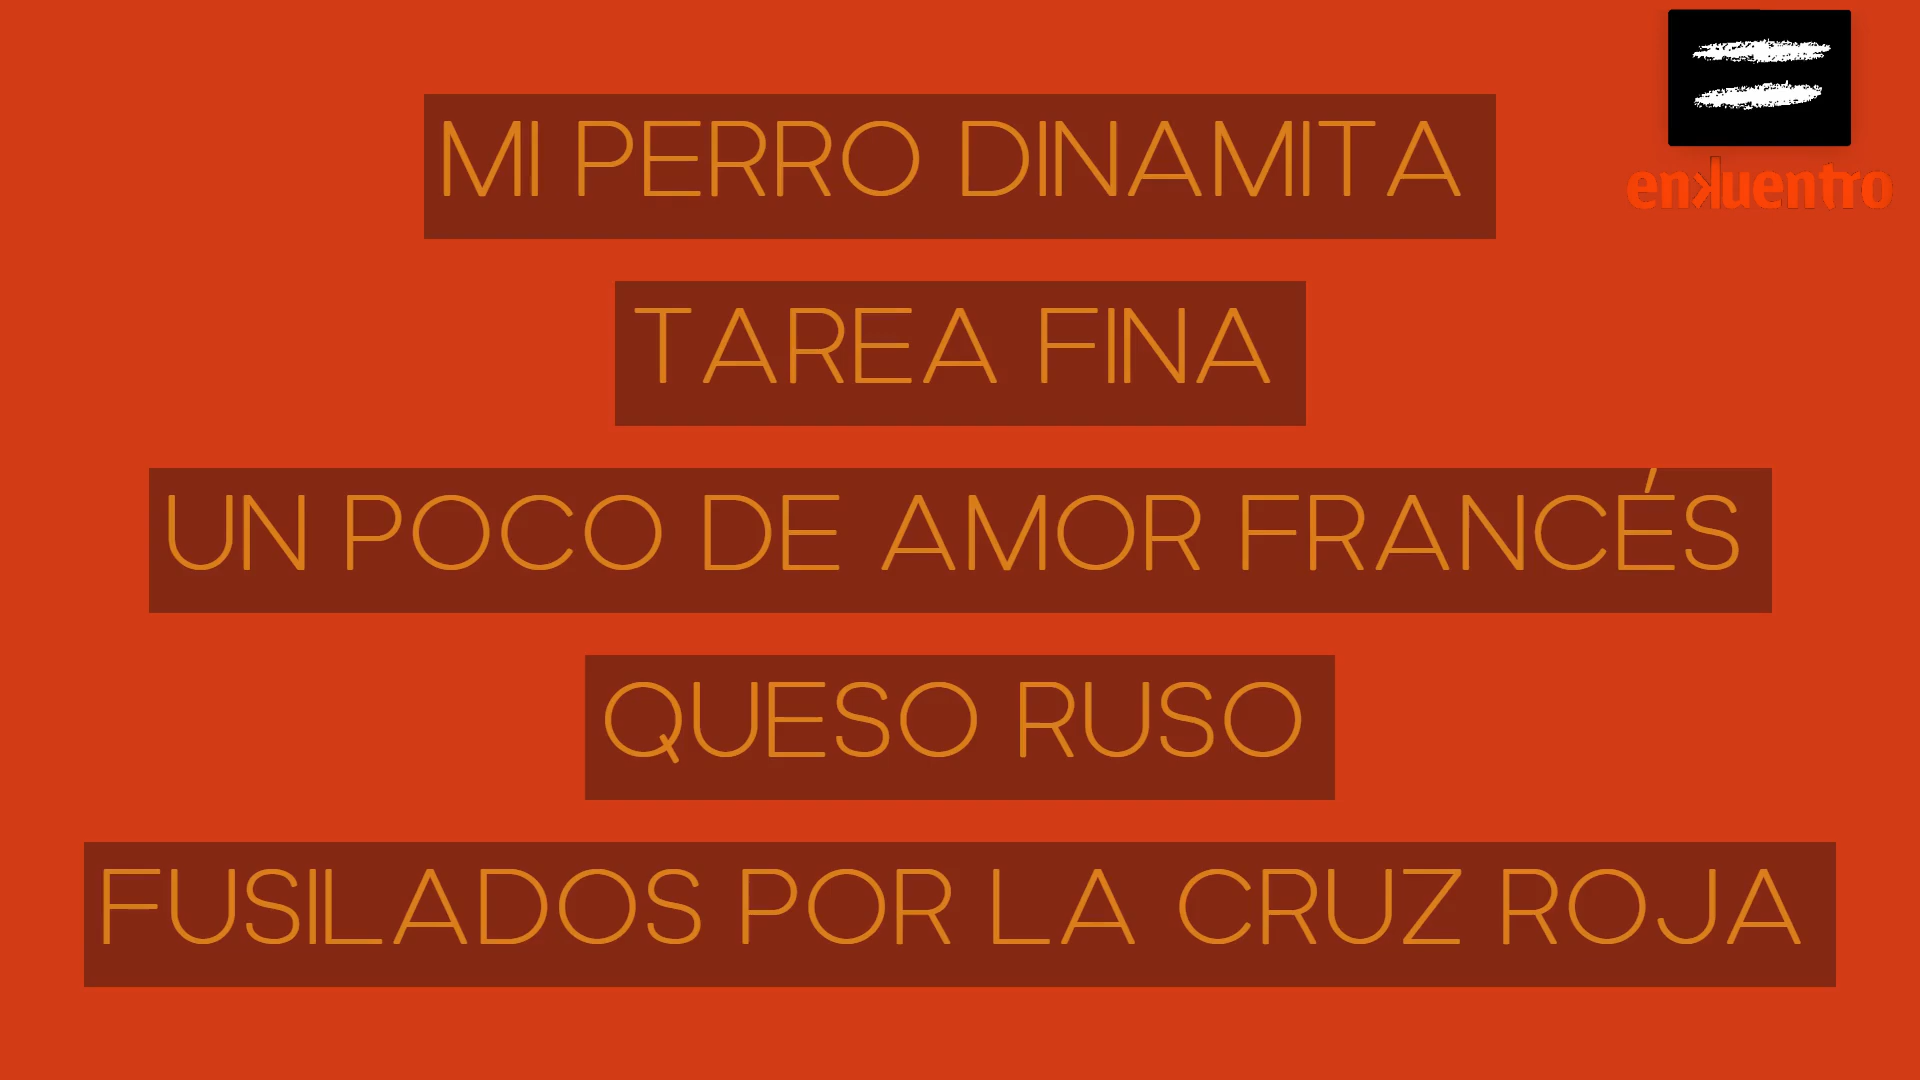 enkuentro
MI PERRO DINAMITA
TAREA FINA
UN POCO DE AMOR FRANCÉS
QUESO RUSO
FUSILADOS POR LA CRUZ ROJA